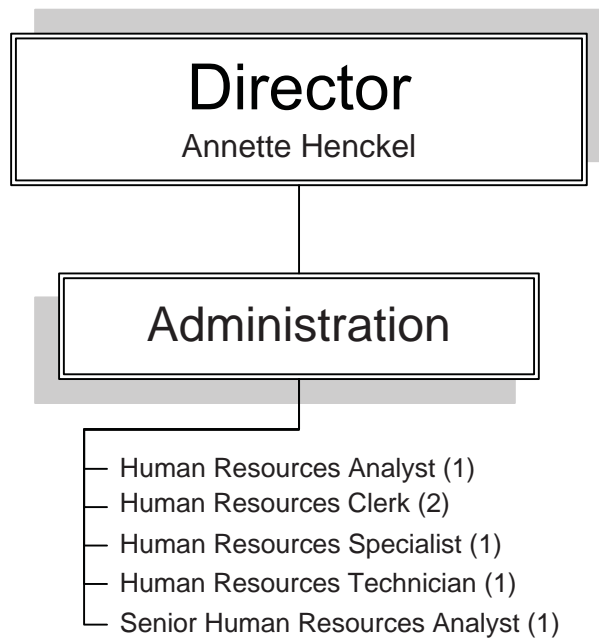 Director
Annette Henckel
Administration
Human Resources Analyst (1)
Human Resources Clerk (2)
Human Resources Specialist (1)
Human Resources Technician (1)
Senior Human Resources Analyst (1)